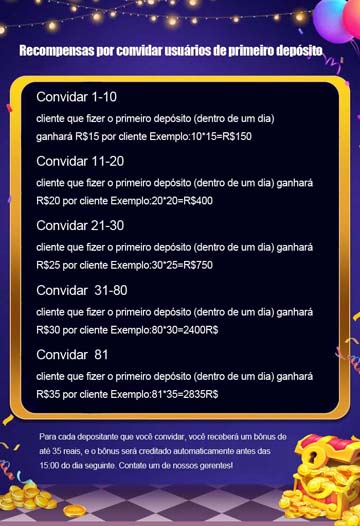 Recompensas por convidar usuários de primeiro depósito
Convidar 1-10
cliente que fizer o primeiro depósito (dentro de um dia)
ganhará R$15 por cliente Exemplo:10*15=R$150
Convidar 11-20
cliente que fizer o primeiro depósito (dentro de um dia) ganhará
R$20 por cliente Exemplo:20*20=R$400
Convidar 21-30
cliente que fizer o primeiro depósito (dentro de um dia) ganhará
R$25 por cliente Exemplo:30*25=R$750
Convidar 31-80
cliente que fizer o primeiro depósito (dentro de um dia) ganhará
R$30 por cliente Exemplo:80*30=2400R$
Convidar 81
cliente que fizer o primeiro depósito (dentro de um dia) ganhará
R$35 por cliente Exemplo:81*35=2835R$
Para cada depositante que você convidar, você receberá um bônus de
até 35 reais, e o bônus será creditado automaticamente antes das
15:00 do dia seguinte. Contate um de nossos gerentes!